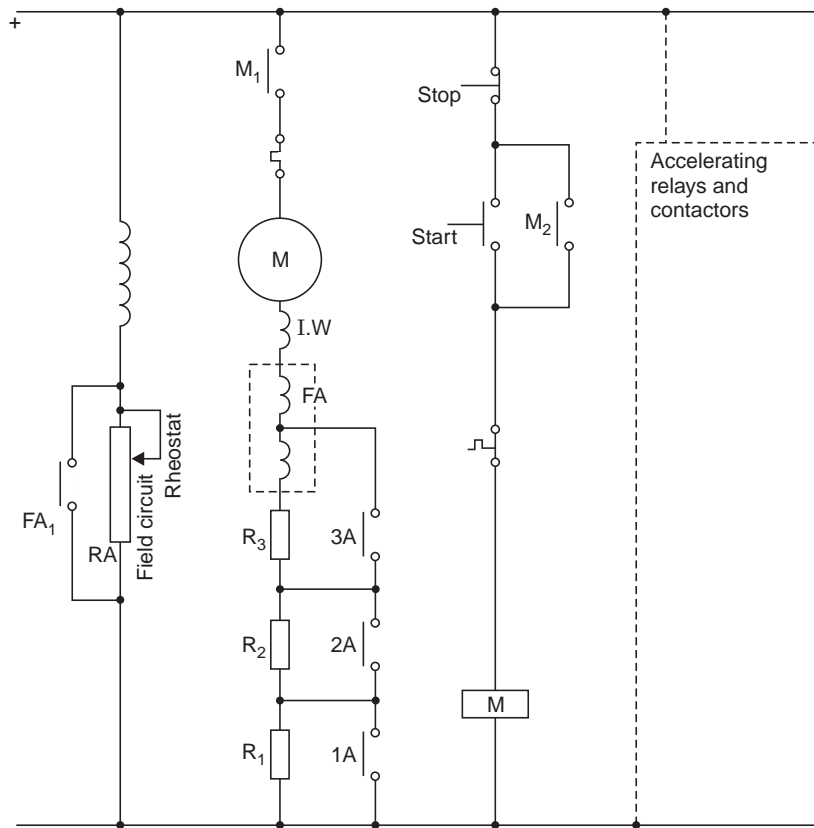 +
M₁
Stop
Accelerating
relays and
contactors
Start
M₂
M
I.W
FA
Rheostat
Field circuit
FA₁
RA
R₃
3A
R₂
2A
M
R₁
1A